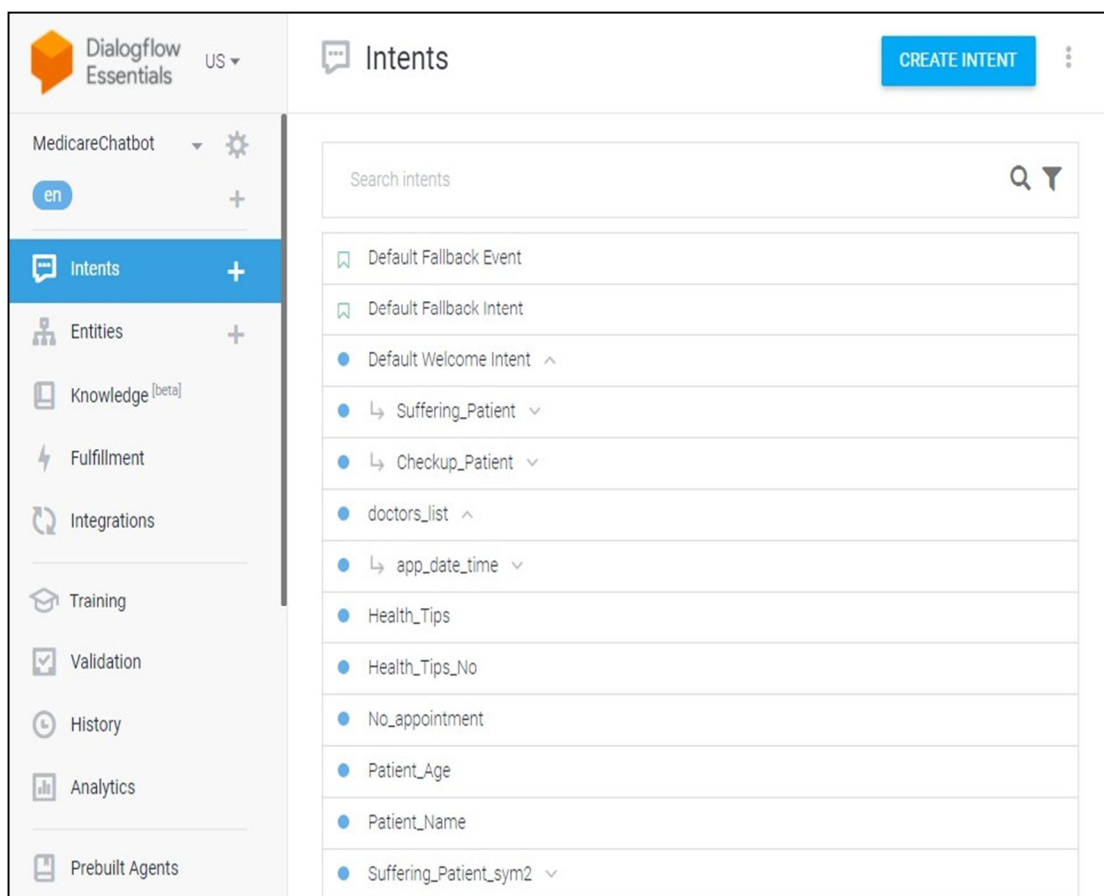 Dialogflow
Essentials
US
Intents
CREATE INTENT
MedicareChatbot
en
Search intents
Intents
Entities
Knowledge [beta]
Fulfillment
Integrations
Training
Validation
History
Analytics
Prebuilt Agents
Default Fallback Event
Default Fallback Intent
Default Welcome Intent
Suffering_Patient
Checkup_Patient
doctors_list
app_date_time
Health_Tips
Health_Tips_No
No_appointment
Patient_Age
Patient_Name
Suffering_Patient_sym2